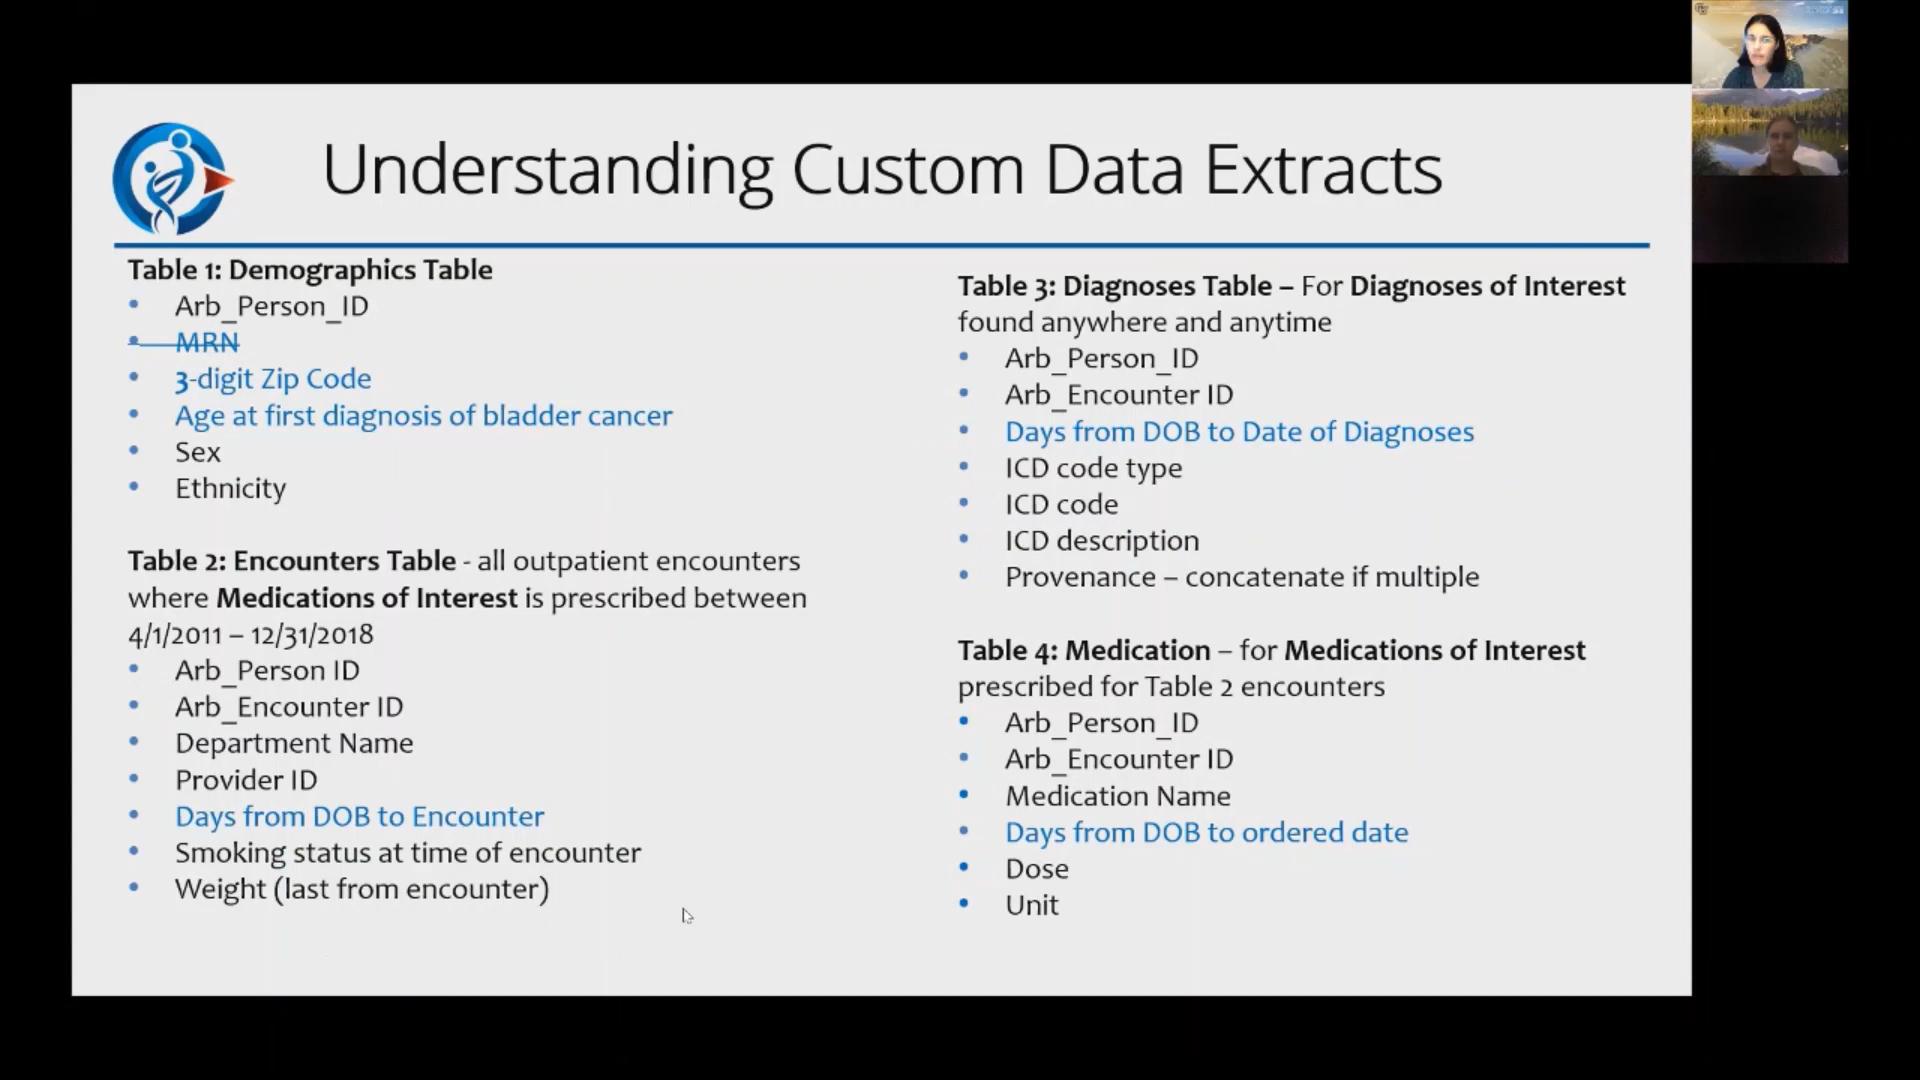 Understanding Custom Data Extracts
Table 1: Demographics Table
• Arb_Person_ID
• MRN
• 3-digit Zip Code
• Age at first diagnosis of bladder cancer
• Sex
• Ethnicity
Table 2: Encounters Table - all outpatient encounters
where Medications of Interest is prescribed between
4/1/2011 – 12/31/2018
• Arb_Person ID
• Arb_Encounter ID
• Department Name
• Provider ID
• Days from DOB to Encounter
• Smoking status at time of encounter
• Weight (last from encounter)
Table 3: Diagnoses Table – For Diagnoses of Interest
found anywhere and anytime
• Arb_Person_ID
• Arb_Encounter ID
• Days from DOB to Date of Diagnoses
• ICD code type
• ICD code
• ICD description
• Provenance – concatenate if multiple
Table 4: Medication – for Medications of Interest
prescribed for Table 2 encounters
• Arb_Person_ID
• Arb_Encounter ID
• Medication Name
• Days from DOB to ordered date
• Dose
• Unit